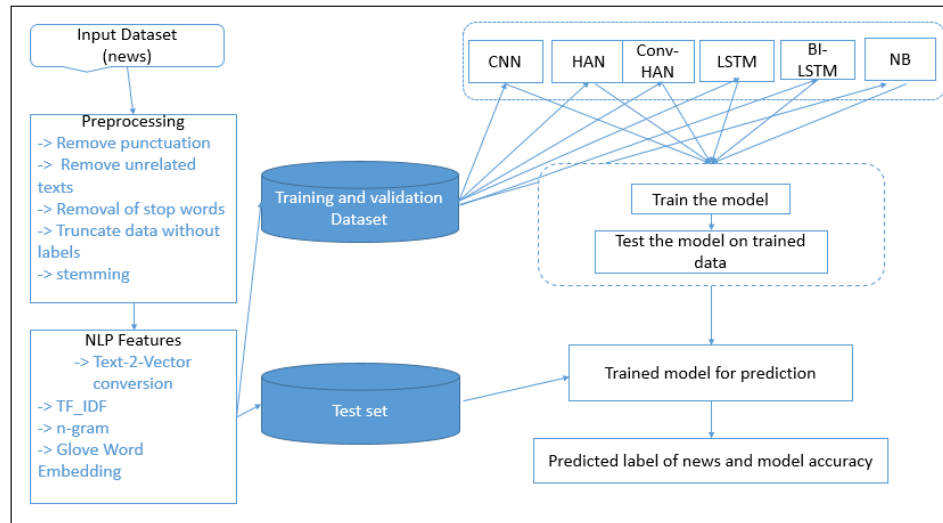 Input Dataset
(news)
Preprocessing
-> Remove punctuation
-> Remove unrelated
texts
-> Removal of stop words
-> Truncate data without
labels
-> stemming
NLP Features
-> Text-2-Vector
conversion
-> TF_IDF
-> n-gram
-> Glove Word
Embedding
Training and validation
Dataset
Test set
CNN
HAN
Conv-
HAN
LSTM
BI-
LSTM
NB
Train the model
Test the model on trained
data
Trained model for prediction
Predicted label of news and model accuracy